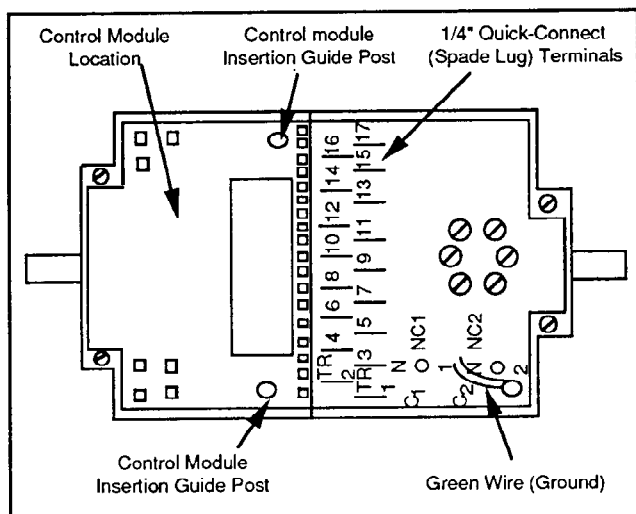 Control Module
Location
Control module
Insertion Guide Post
1/4" Quick-Connect
(Spade Lug) Terminals
TR 2 4 6 8 10 12 14 16
TR 1 3 5 7 9 11 13 15 17
C1
NO 1
NC1
C2
NO 2
NC2
Control Module
Insertion Guide Post
Green Wire (Ground)